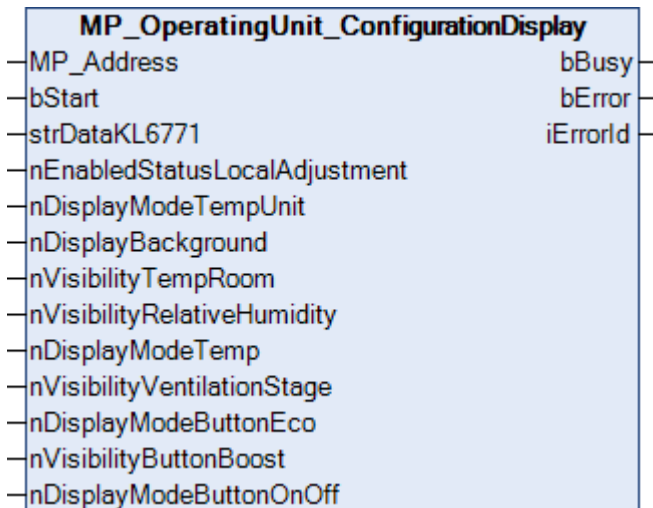 MP_OperatingUnit_ConfigurationDisplay
MP_Address bBusy
bStart bError
strDataKL6771 iErrorId
nEnabledStatusLocalAdjustment
nDisplayModeTempUnit
nDisplayBackground
nVisibilityTempRoom
nVisibilityRelativeHumidity
nDisplayModeTemp
nVisibilityVentilationStage
nDisplayModeButtonEco
nVisibilityButtonBoost
nDisplayModeButtonOnOff